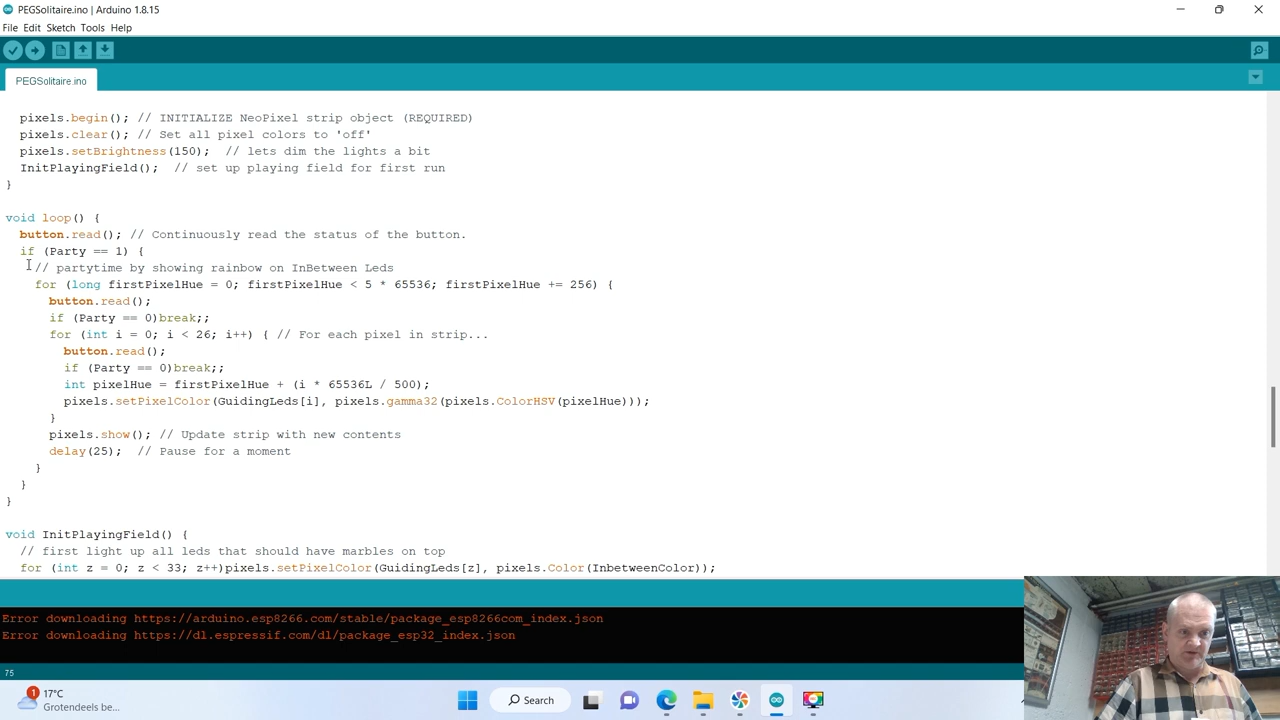 PEGSolitaire.ino | Arduino 1.8.15
File Edit Sketch Tools Help
PEGSolitaire.ino
pixels.begin(); // INITIALIZE NeoPixel strip object (REQUIRED)
pixels.clear(); // Set all pixel colors to 'off'
pixels.setBrightness(150); // lets dim the lights a bit
InitPlayingField(); // set up playing field for first run
}
void loop() {
button.read(); // Continuously read the status of the button.
if (Party == 1) {
// partytime by showing rainbow on InBetween Leds
for (long firstPixelHue = 0; firstPixelHue < 5 * 65536; firstPixelHue += 256) {
button.read();
if (Party == 0)break;;
for (int i = 0; i < 26; i++) { // For each pixel in strip...
button.read();
if (Party == 0)break;;
int pixelHue = firstPixelHue + (i * 65536L / 500);
pixels.setPixelColor(GuidingLeds[i], pixels.gamma32(pixels.ColorHSV(pixelHue)));
}
pixels.show(); // Update strip with new contents
delay(25); // Pause for a moment
}
}
}
void InitPlayingField() {
// first light up all leds that should have marbles on top
for (int z = 0; z < 33; z++)pixels.setPixelColor(GuidingLeds[z], pixels.Color(InbetweenColor));
Error downloading https://arduino.esp8266.com/stable/package_esp8266com_index.json
Error downloading https://dl.espressif.com/dl/package_esp32_index.json
75
1
17°C
Grotendeels be...
Search